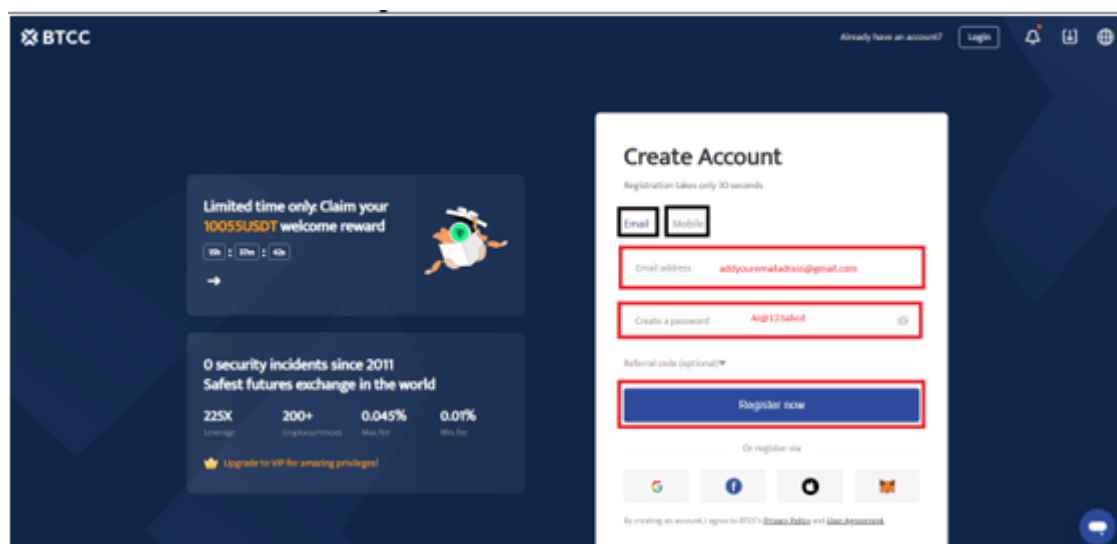 BTCC
Already have an account?
Login
Limited time only: Claim your
10055USDT welcome reward
15h : 37m : 42s
0 security incidents since 2011
Safest futures exchange in the world
225X 200+ 0.045% 0.01%
Leverage Cryptocurrencies Max.Fee Min.Fee
Upgrade to VIP for amazing privileges!
Create Account
Registration takes only 30 seconds
Email Mobile
Email address addyouremailadress@gmail.com
Create a password
Referral code (optional)
Register now
Or register via
G
By creating an account, I agree to BTCC's Privacy Policy and User Agreement.